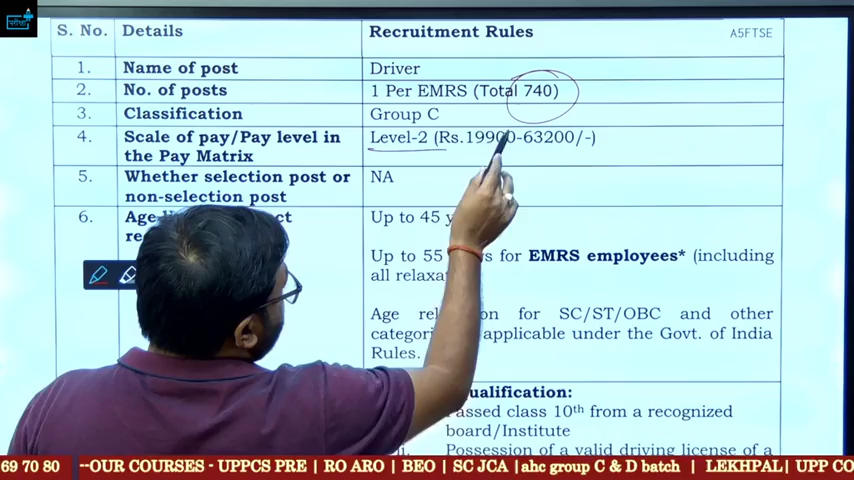 परीक्षा
S. No. Details Recruitment Rules A5FTSE
1. Name of post Driver
2. No. of posts 1 Per EMRS (Total 740)
3. Classification Group C
4. Scale of pay/Pay level in the Pay Matrix Level-2 (Rs.19900-63200/-)
5. Whether selection post or non-selection post NA
6. Up to 45
Up to 55 for EMRS employees* (including
all
Age for SC/ST/OBC and other
applicable under the Govt. of India
Rules.
Passed class 10th from a recognized
board/Institute
Possession of a valid driving license of a
69 70 80 --OUR COURSES - UPPCS PRE | RO ARO | BEO | SC JCA |ahc group C & D batch | LEKHPAL| UPP CO